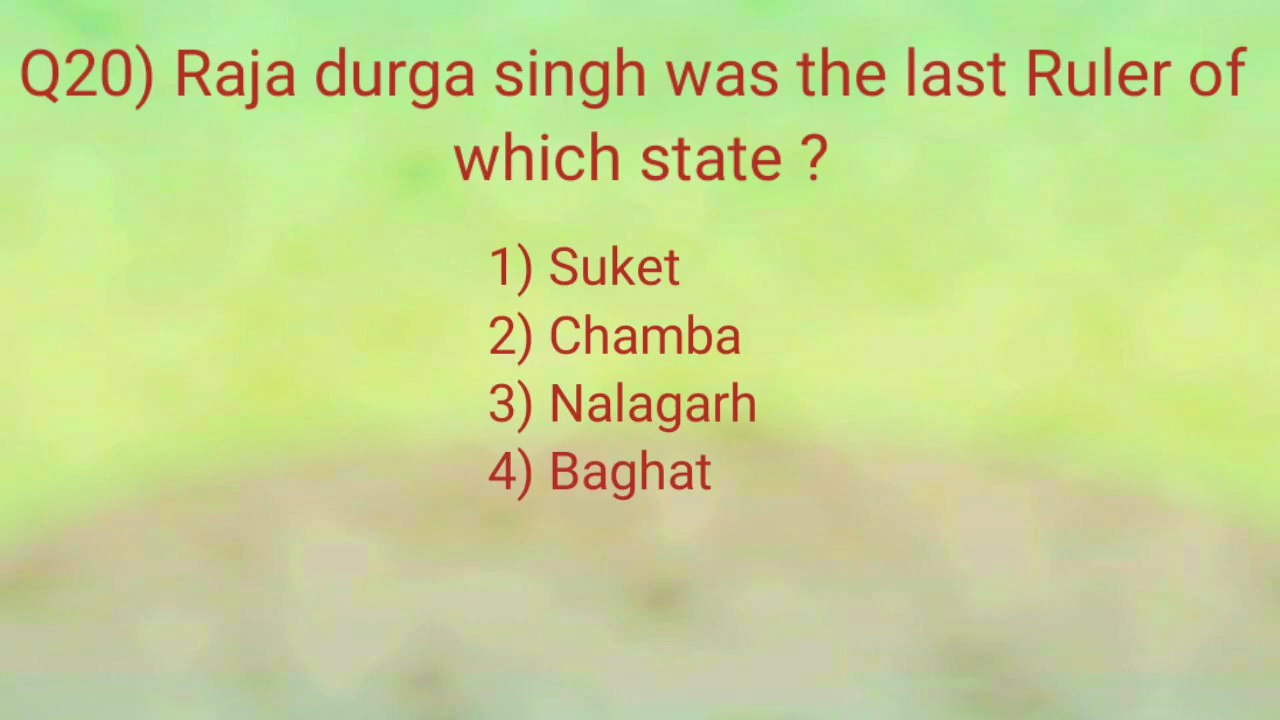 Q20) Raja durga singh was the last Ruler of
which state ?
1) Suket
2) Chamba
3) Nalagarh
4) Baghat